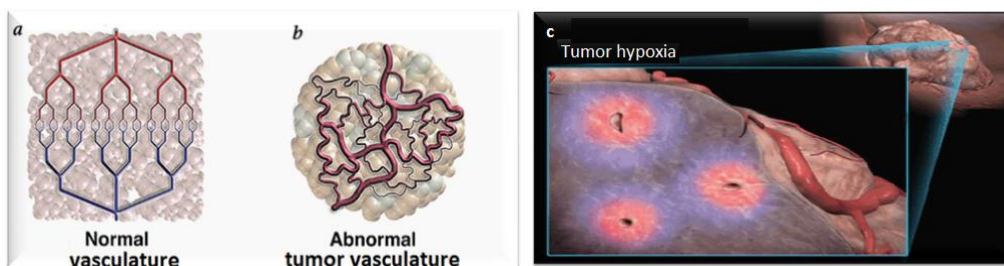 a
b
Normal
vasculature
Abnormal
tumor vasculature
c
Tumor hypoxia